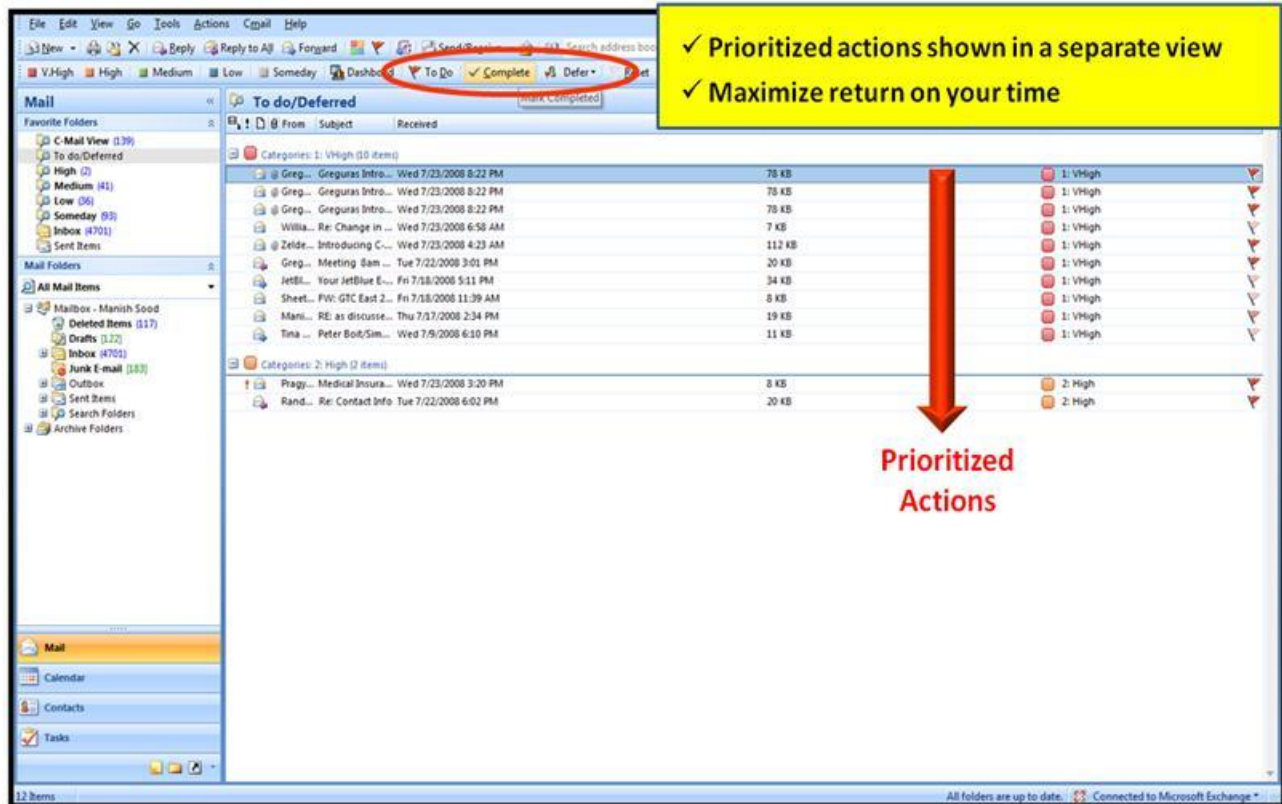 File Edit View Go Tools Actions Cmail Help
New Reply Reply to All Forward Send/Receive Search address boo
V.High High Medium Low Someday Dashboard To Do Complete Defer Reset
Mark Completed
✓ Prioritized actions shown in a separate view
✓ Maximize return on your time
Mail
Favorite Folders
C-Mail View (139)
To do/Deferred
High (2)
Medium (41)
Low (36)
Someday (93)
Inbox (4701)
Sent Items
Mail Folders
All Mail Items
Mailbox - Manish Sood
Deleted Items (117)
Drafts [122]
Inbox (4701)
Junk E-mail [183]
Outbox
Sent Items
Search Folders
Archive Folders
Mail
Calendar
Contacts
Tasks
To do/Deferred
From Subject Received
Categories: 1: VHigh (10 items)
Greg... Greguras Intro... Wed 7/23/2008 8:22 PM 78 KB 1: VHigh
Greg... Greguras Intro... Wed 7/23/2008 8:22 PM 78 KB 1: VHigh
Greg... Greguras Intro... Wed 7/23/2008 8:22 PM 78 KB 1: VHigh
Willia... Re: Change in ... Wed 7/23/2008 6:58 AM 7 KB 1: VHigh
Zelde... Introducing C-... Wed 7/23/2008 4:23 AM 112 KB 1: VHigh
Greg... Meeting 8am ... Tue 7/22/2008 3:01 PM 20 KB 1: VHigh
JetBl... Your JetBlue E-... Fri 7/18/2008 5:11 PM 34 KB 1: VHigh
Sheet... FW: GTC East 2... Fri 7/18/2008 11:39 AM 8 KB 1: VHigh
Mani... RE: as discusse... Thu 7/17/2008 2:34 PM 19 KB 1: VHigh
Tina ... Peter Boit/Sim... Wed 7/9/2008 6:10 PM 11 KB 1: VHigh
Categories: 2: High (2 items)
Pragy... Medical Insura... Wed 7/23/2008 3:20 PM 8 KB 2: High
Rand... Re: Contact Info Tue 7/22/2008 6:02 PM 20 KB 2: High
Prioritized
Actions
12 Items
All folders are up to date. Connected to Microsoft Exchange